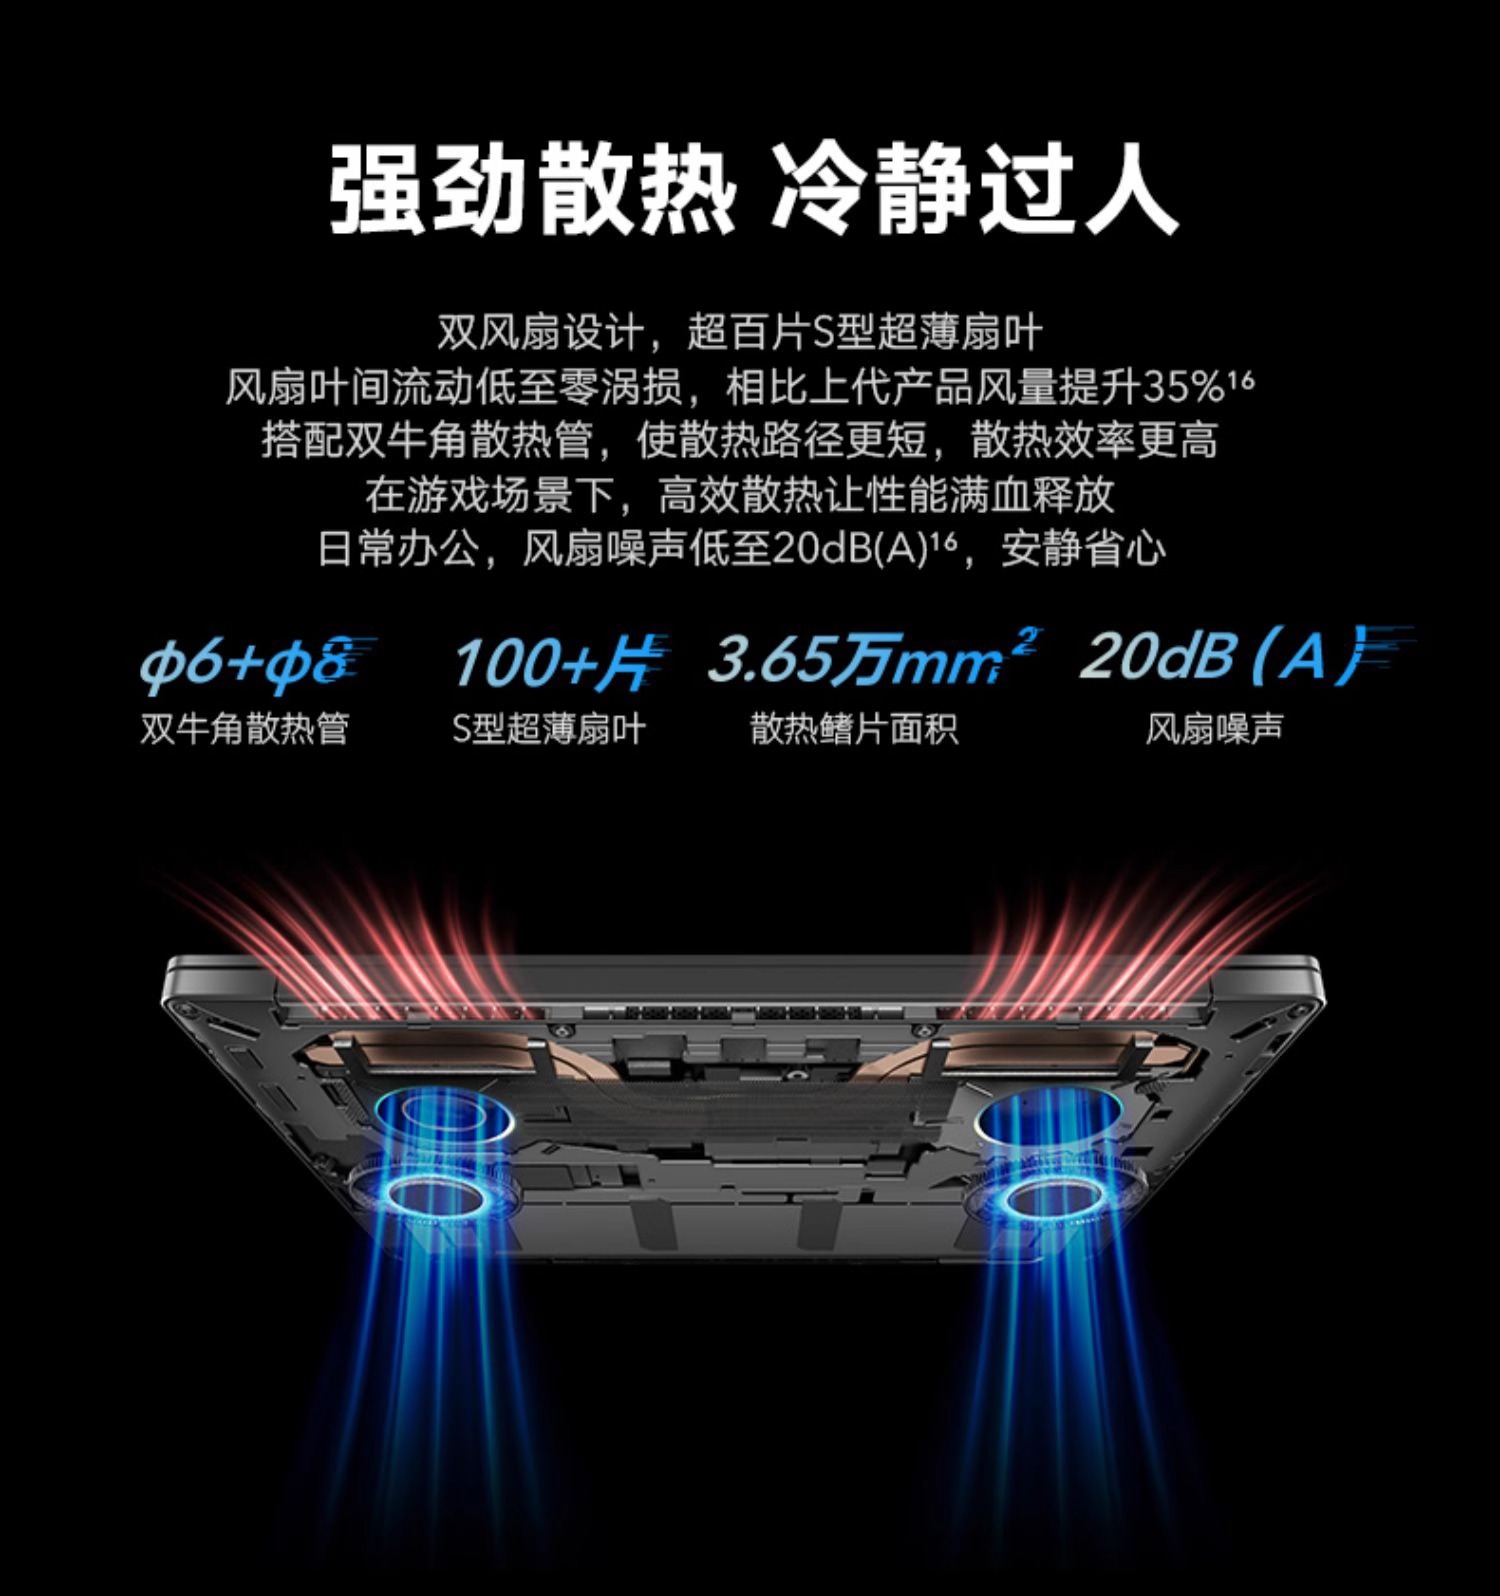 强劲散热 冷静过人
双风扇设计，超百片S型超薄扇叶
风扇叶间流动低至零涡损，相比上代产品风量提升35%¹⁶
搭配双牛角散热管，使散热路径更短，散热效率更高
在游戏场景下，高效散热让性能满血释放
日常办公，风扇噪声低至20dB(A)¹⁶，安静省心
ф6+ф8
双牛角散热管
100+片
S型超薄扇叶
3.65万mm²
散热鳍片面积
20dB（A）
风扇噪声